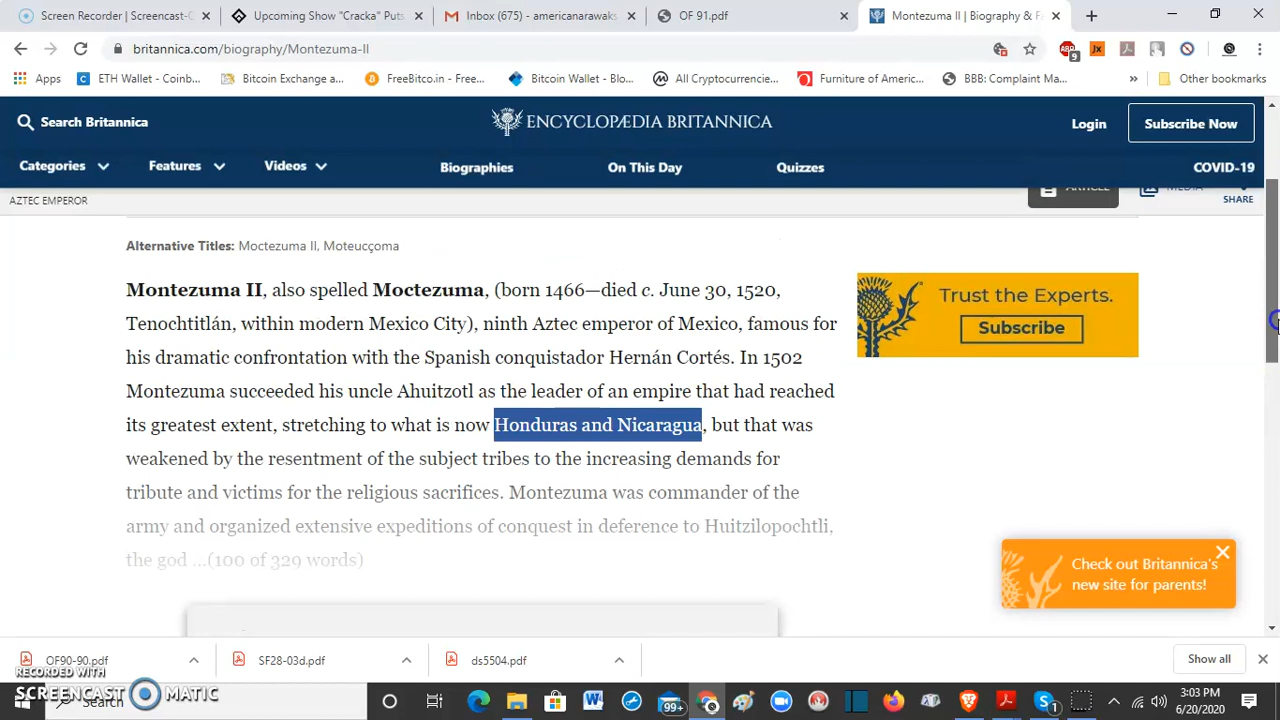 Screen Recorder | Screencast-C
Upcoming Show "Cracka" Puts
Inbox (675) - americanarawaks
OF 91.pdf
Montezuma II | Biography & Fa
britannica.com/biography/Montezuma-II
9
Apps
ETH Wallet - Coinb...
Bitcoin Exchange a...
FreeBitco.in - Free...
Bitcoin Wallet - Blo...
All Cryptocurrencie...
Furniture of Americ...
BBB: Complaint Ma...
Other bookmarks
Search Britannica
ENCYCLOPÆDIA BRITANNICA
Login
Subscribe Now
Categories
Features
Videos
Biographies
On This Day
Quizzes
COVID-19
AZTEC EMPEROR
ARTICLE
MEDIA
SHARE
Alternative Titles: Moctezuma II, Moteucçoma
Montezuma II, also spelled Moctezuma, (born 1466—died c. June 30, 1520,
Tenochtitlán, within modern Mexico City), ninth Aztec emperor of Mexico, famous for
his dramatic confrontation with the Spanish conquistador Hernán Cortés. In 1502
Montezuma succeeded his uncle Ahuitzotl as the leader of an empire that had reached
its greatest extent, stretching to what is now Honduras and Nicaragua, but that was
weakened by the resentment of the subject tribes to the increasing demands for
tribute and victims for the religious sacrifices. Montezuma was commander of the
army and organized extensive expeditions of conquest in deference to Huitzilopochtli,
the god ...(100 of 329 words)
Trust the Experts.
Subscribe
Check out Britannica's
new site for parents!
OF90-90.pdf
SF28-03d.pdf
ds5504.pdf
Show all
RECORDED WITH
SCREENCAST MATIC
Search
99+
1
3:03 PM
6/20/2020